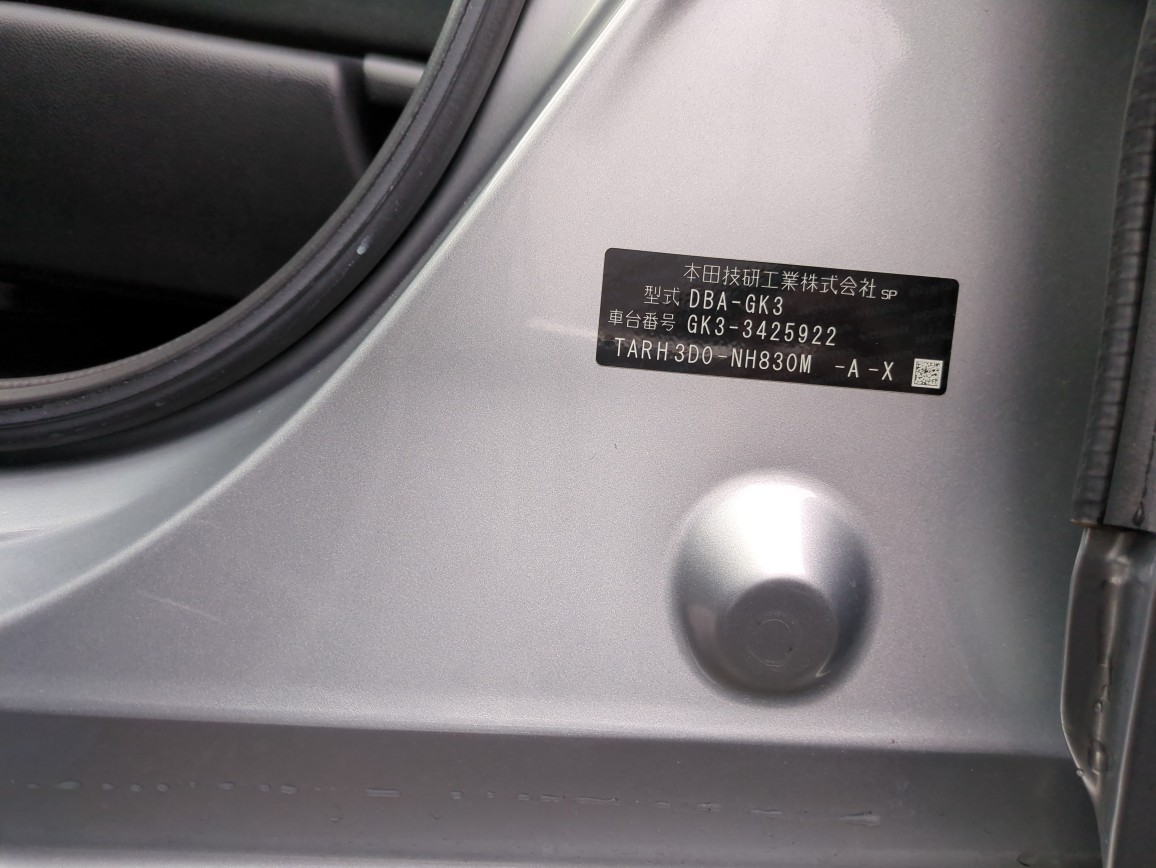 本田技研工業株式会社 SP
型式 DBA-GK3
車台番号 GK3-3425922
TARH3D0-NH830M -A-X